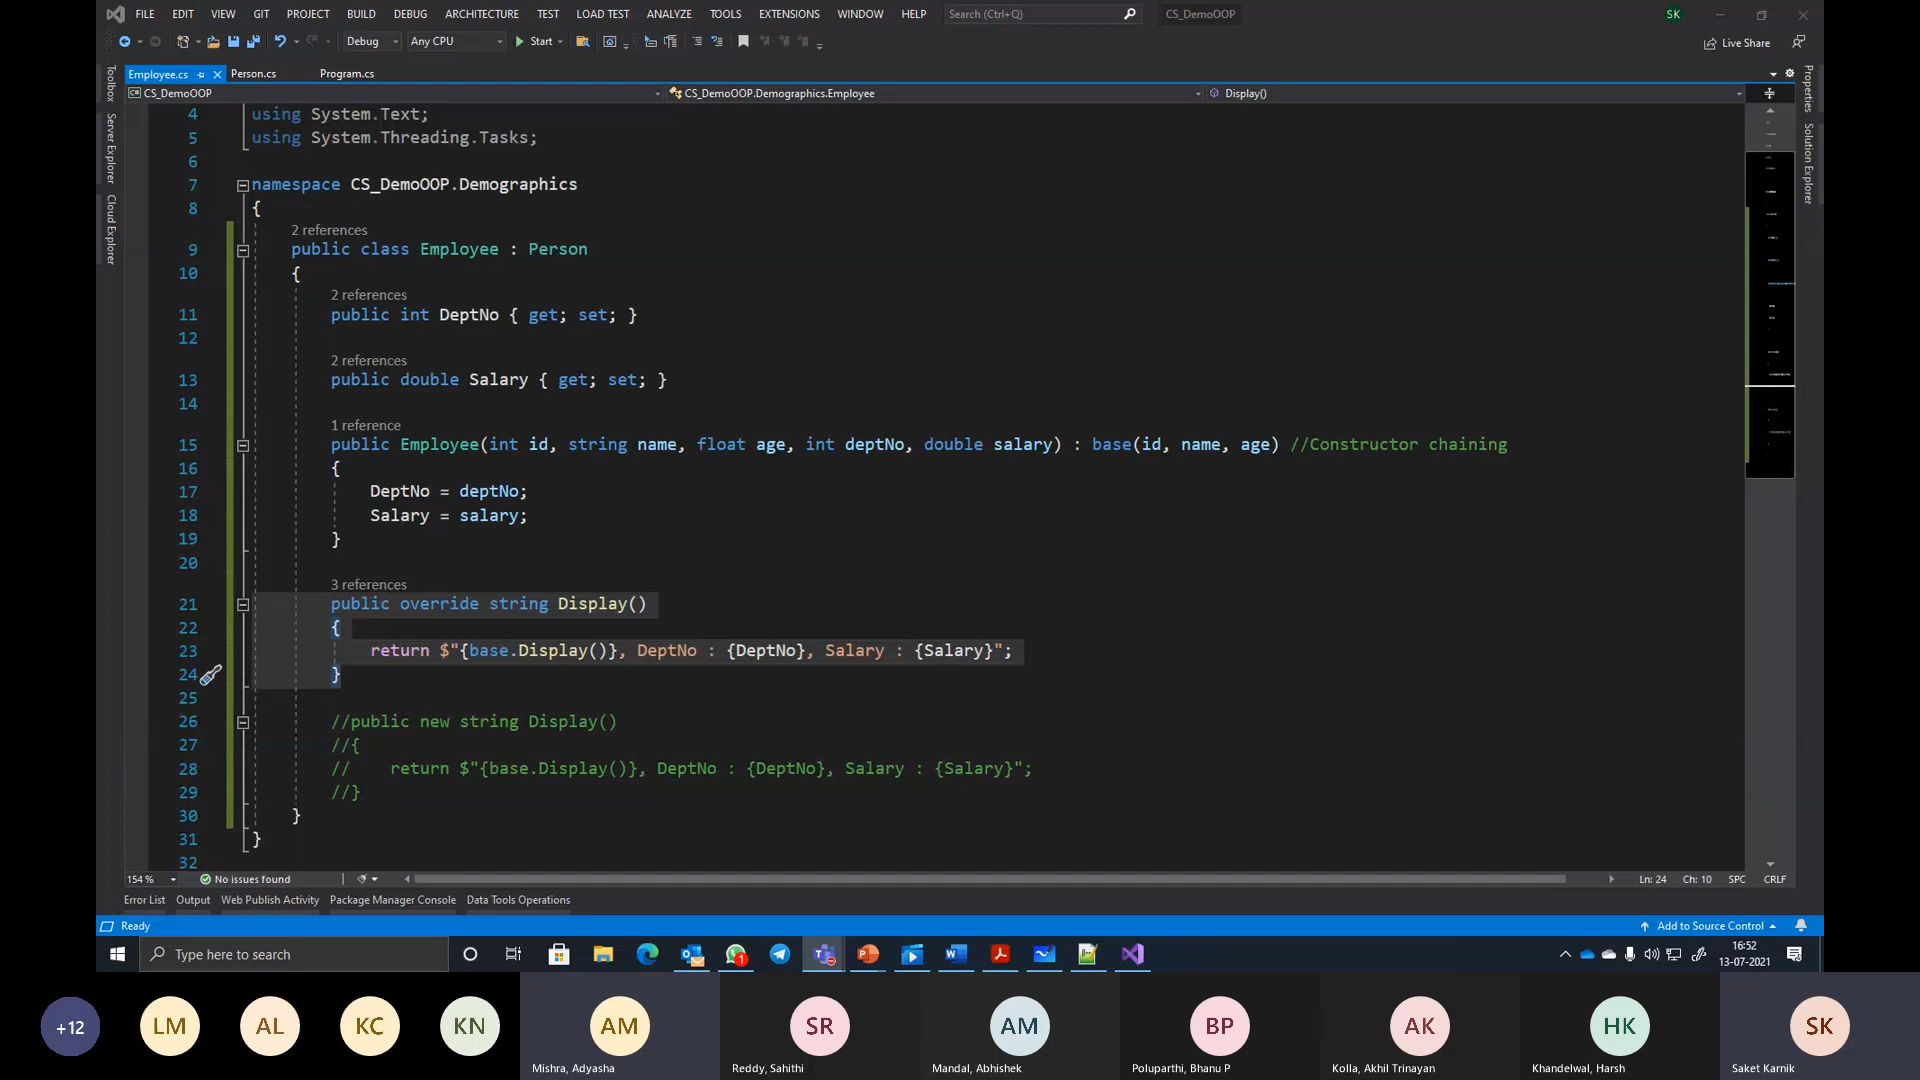 FILE EDIT VIEW GIT PROJECT BUILD DEBUG ARCHITECTURE TEST LOAD TEST ANALYZE TOOLS EXTENSIONS WINDOW HELP Search (Ctrl+Q) CS_DemoOOP SK
Debug Any CPU Start Live Share
Employee.cs Person.cs Program.cs
CS_DemoOOP CS_DemoOOP.Demographics.Employee Display()
Toolbox
Server Explorer
Cloud Explorer
Properties
Solution Explorer
4 using System.Text;
5 using System.Threading.Tasks;
6
7 namespace CS_DemoOOP.Demographics
8 {
2 references
9 public class Employee : Person
10 {
2 references
11 public int DeptNo { get; set; }
12
2 references
13 public double Salary { get; set; }
14
1 reference
15 public Employee(int id, string name, float age, int deptNo, double salary) : base(id, name, age) //Constructor chaining
16 {
17 DeptNo = deptNo;
18 Salary = salary;
19 }
20
3 references
21 public override string Display()
22 {
23 return $"{base.Display()}, DeptNo : {DeptNo}, Salary : {Salary}";
24 }
25
26 //public new string Display()
27 //{
28 // return $"{base.Display()}, DeptNo : {DeptNo}, Salary : {Salary}";
29 //}
30 }
31 }
32
154 % No issues found Ln: 24 Ch: 10 SPC CRLF
Error List Output Web Publish Activity Package Manager Console Data Tools Operations
Ready Add to Source Control
Type here to search 1 16:52
13-07-2021
+12 LM AL KC KN AM SR AM BP AK HK SK
Mishra, Adyasha Reddy, Sahithi Mandal, Abhishek Poluparthi, Bhanu P Kolla, Akhil Trinayan Khandelwal, Harsh Saket Karnik